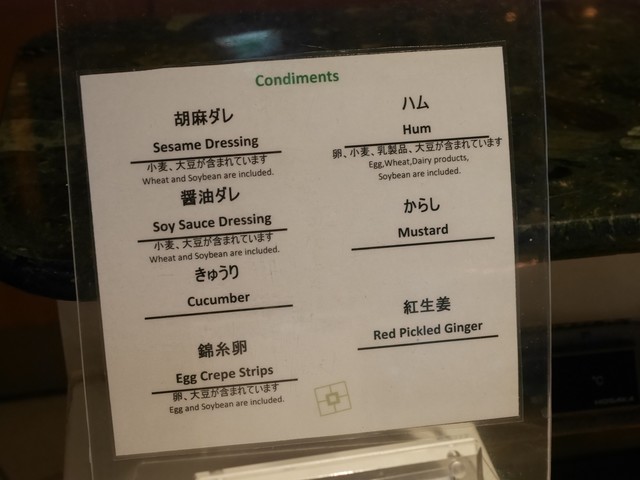 Condiments
胡麻ダレ
Sesame Dressing
小麦、大豆が含まれています
Wheat and Soybean are included.
醤油ダレ
Soy Sauce Dressing
小麦、大豆が含まれています
Wheat and Soybean are included.
きゅうり
Cucumber
錦糸卵
Egg Crepe Strips
卵、大豆が含まれています
Egg and Soybean are included.
ハム
Hum
卵、小麦、乳製品、大豆が含まれています
Egg,Wheat,Dairy products,
Soybean are included.
からし
Mustard
紅生姜
Red Pickled Ginger